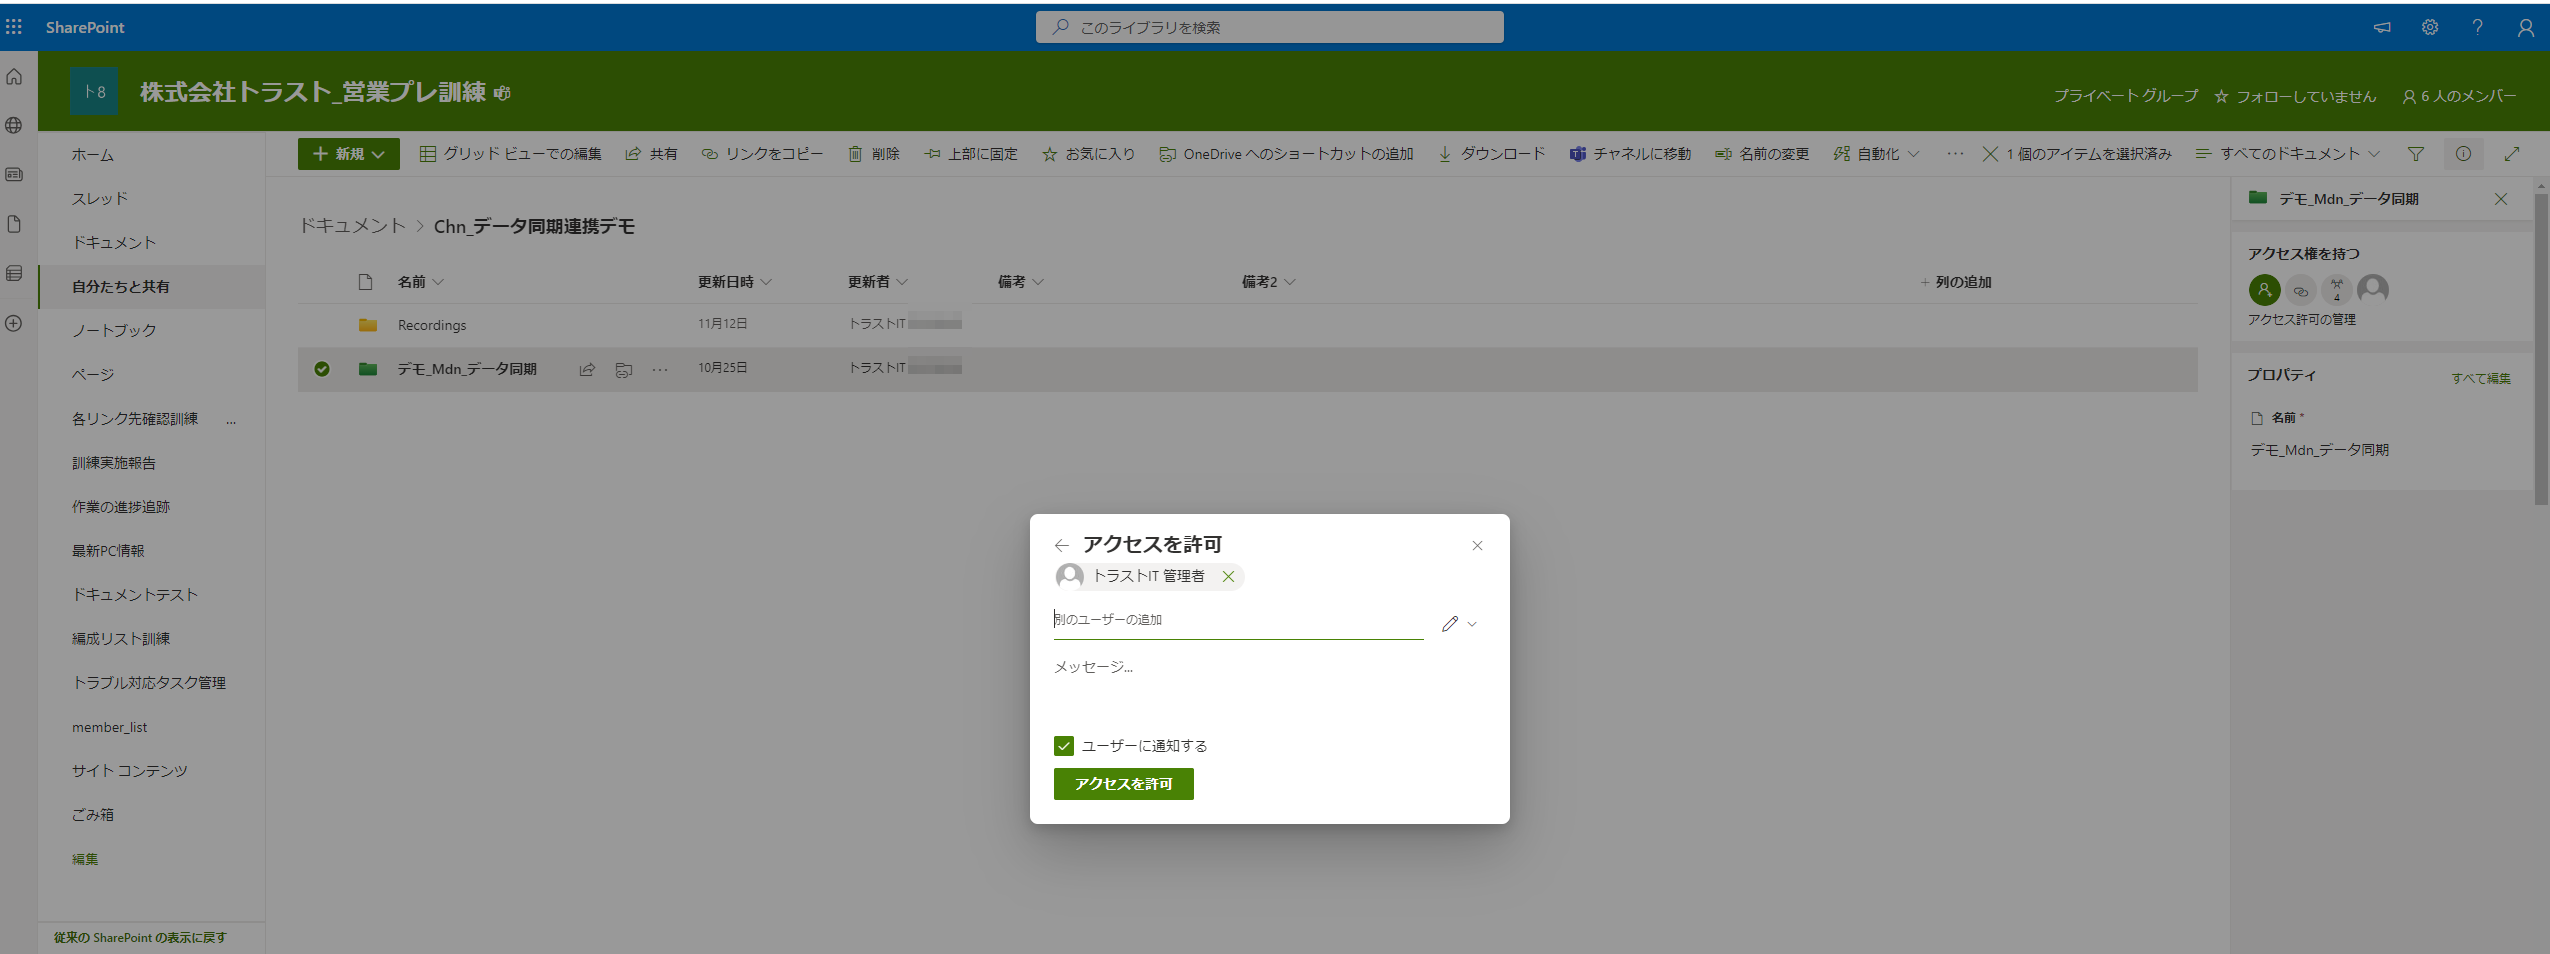 SharePoint
このライブラリを検索
ト8
株式会社トラスト_営業プレ訓練
プライベート グループ
フォローしていません
6 人のメンバー
ホーム
スレッド
ドキュメント
自分たちと共有
ノートブック
ページ
各リンク先確認訓練 ...
訓練実施報告
作業の進捗追跡
最新PC情報
ドキュメントテスト
編成リスト訓練
トラブル対応タスク管理
member_list
サイト コンテンツ
ごみ箱
編集
従来の SharePoint の表示に戻す
新規 グリッド ビューでの編集 共有 リンクをコピー 削除 上部に固定 お気に入り OneDrive へのショートカットの追加 ダウンロード チャネルに移動 名前の変更 自動化 ... 1 個のアイテムを選択済み すべてのドキュメント
ドキュメント > Chn_データ同期連携デモ
名前 更新日時 更新者 備考 備考2 + 列の追加
Recordings 11月12日 トラストIT
デモ_Mdn_データ同期 ... 10月25日 トラストIT
アクセスを許可
トラストIT 管理者
別のユーザーの追加
メッセージ...
ユーザーに通知する
アクセスを許可
デモ_Mdn_データ同期
アクセス権を持つ
4
アクセス許可の管理
プロパティ すべて編集
名前 *
デモ_Mdn_データ同期